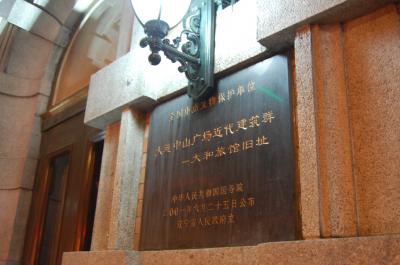 全国重点文物保护单位
大连中山广场近代建筑群
—大和旅馆旧址
中华人民共和国国务院
二00一年六月二十五日公布
辽宁省人民政府立